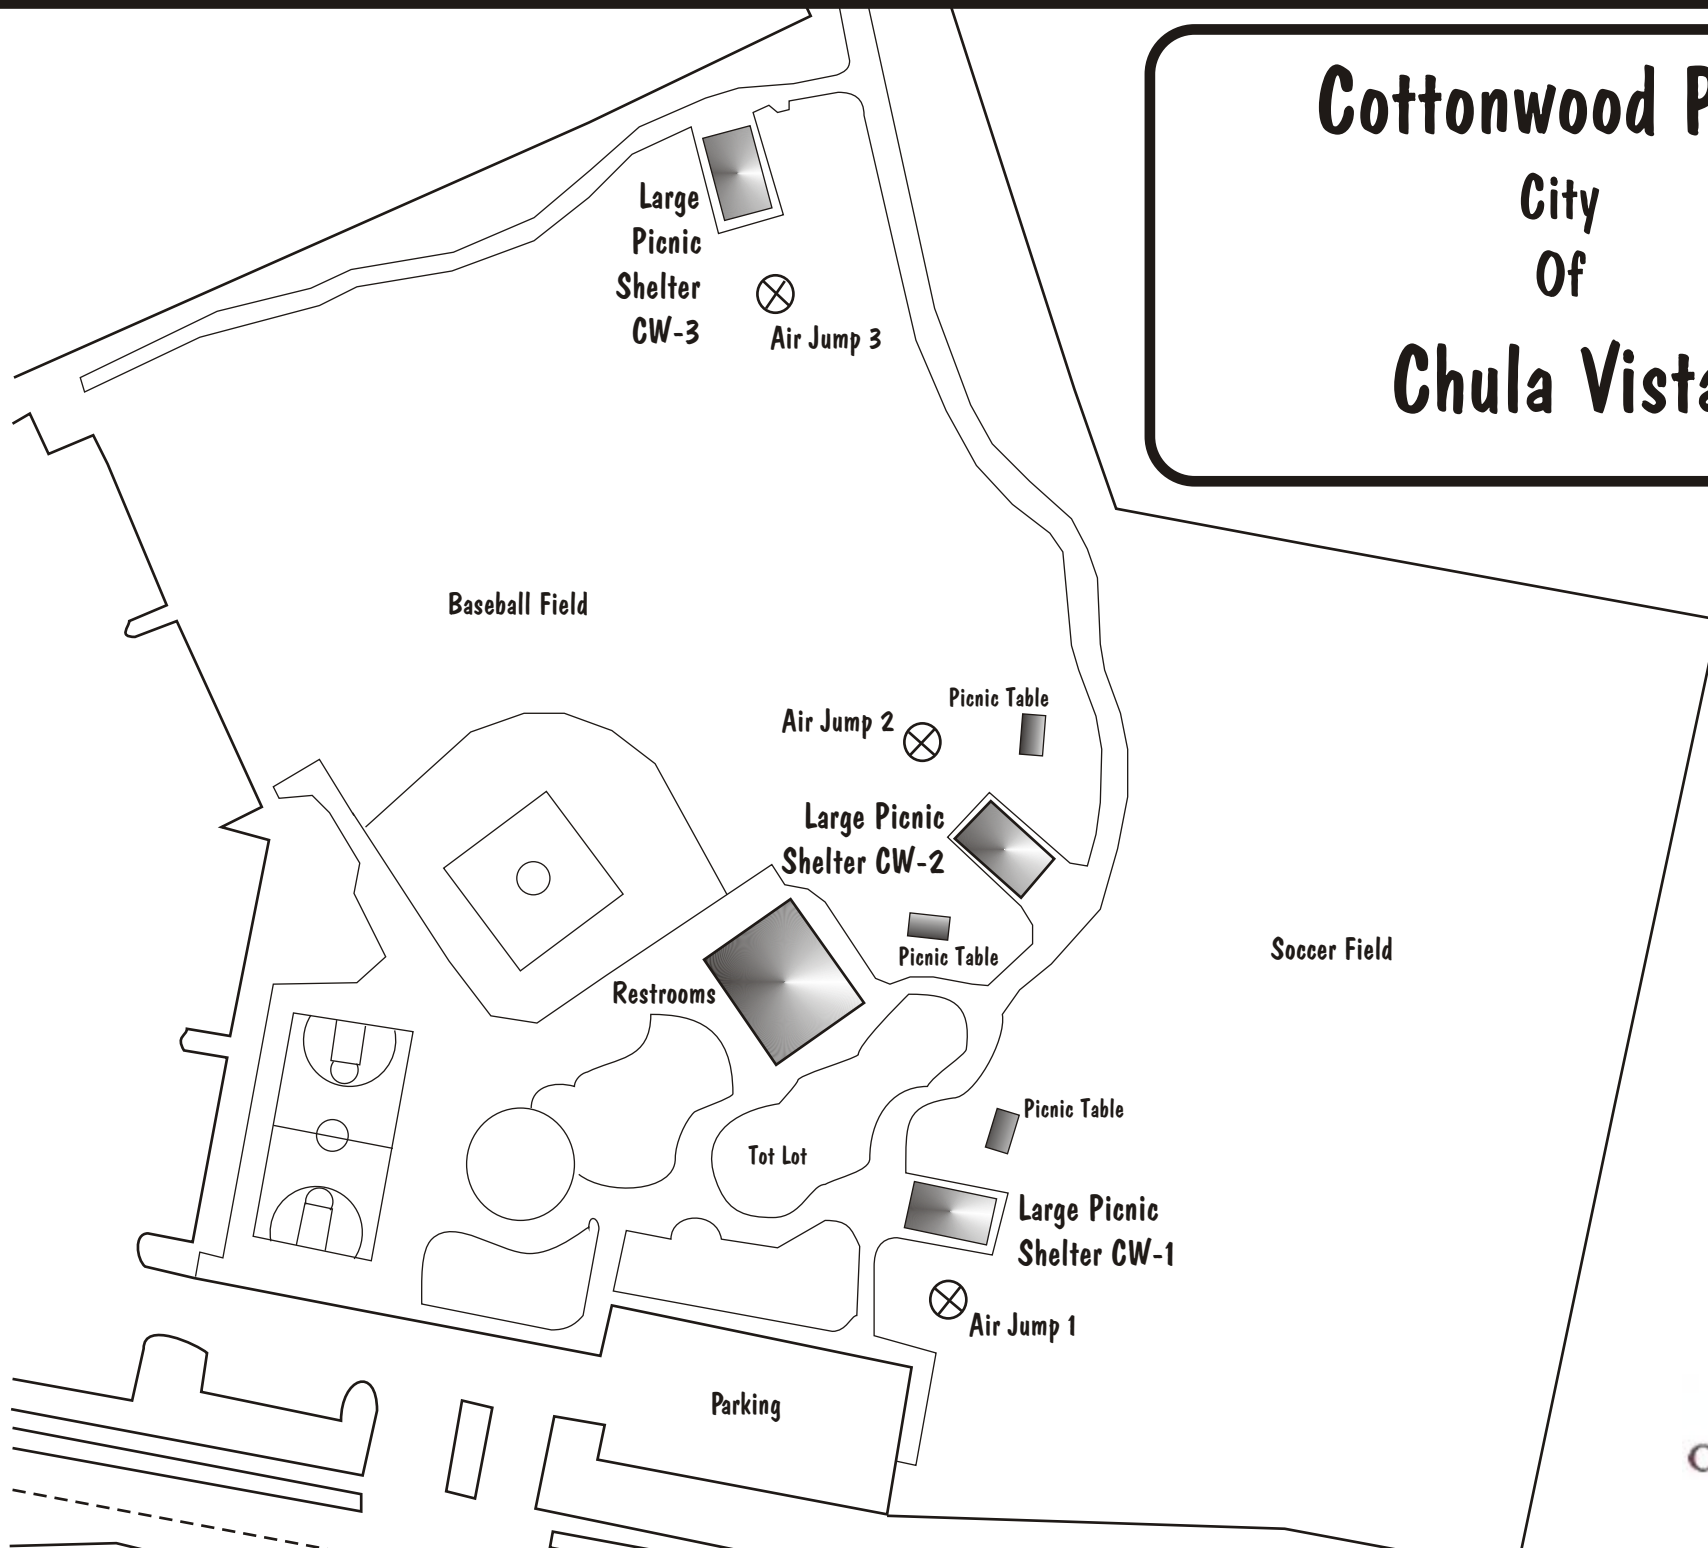 Cottonwood P
City
Of
Chula Vista
Large
Picnic
Shelter
CW-3
Air Jump 3
Baseball Field
Picnic Table
Air Jump 2
Large Picnic
Shelter CW-2
Picnic Table
Soccer Field
Restrooms
Picnic Table
Tot Lot
Large Picnic
Shelter CW-1
Air Jump 1
Parking